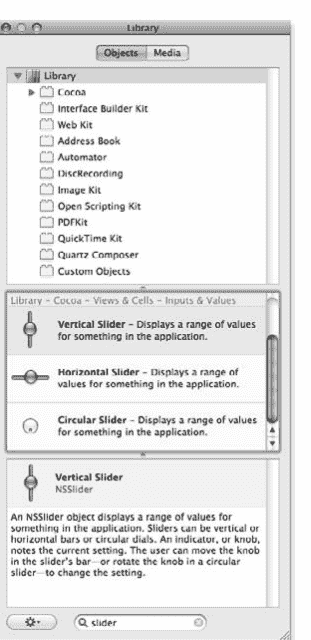 Library
Objects Media
Library
Cocoa
Interface Builder Kit
Web Kit
Address Book
Automator
DiscRecording
Image Kit
Open Scripting Kit
PDFKit
QuickTime Kit
Quartz Composer
Custom Objects
Library - Cocoa - Views & Cells - Inputs & Values
Vertical Slider - Displays a range of values
for something in the application.
Horizontal Slider - Displays a range of
values for something in the application.
Circular Slider - Displays a range of values
for something in the application.
Vertical Slider
NSSlider
An NSSlider object displays a range of values for
something in the application. Sliders can be vertical or
horizontal bars or circular dials. An indicator, or knob,
notes the current setting. The user can move the knob
in the slider's bar—or rotate the knob in a circular
slider—to change the setting.
slider